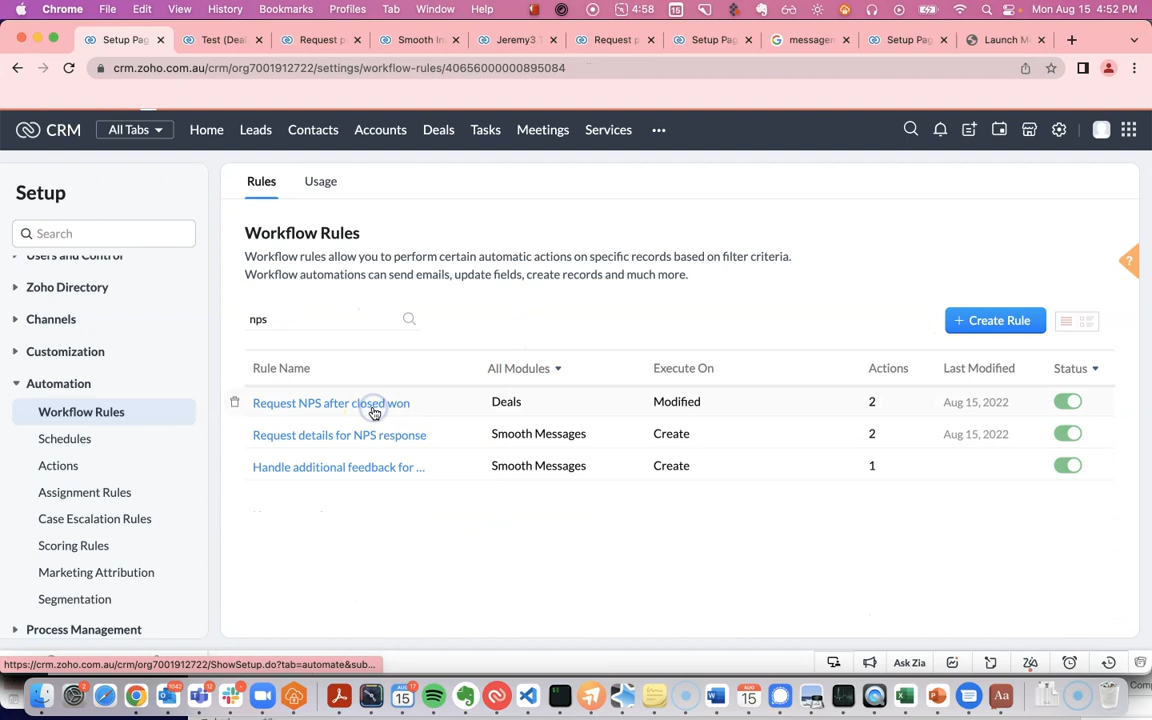 Chrome File Edit View History Bookmarks Profiles Tab Window Help 4:58 15 Mon Aug 15 4:52 PM
Setup Pag Test (Deal Request p Smooth In Jeremy3 T Request p Setup Pag messagem Setup Pag Launch M
crm.zoho.com.au/crm/org7001912722/settings/workflow-rules/40656000000895084
CRM All Tabs Home Leads Contacts Accounts Deals Tasks Meetings Services
Setup
Search
Users and Control
Zoho Directory
Channels
Customization
Automation
Workflow Rules
Schedules
Actions
Assignment Rules
Case Escalation Rules
Scoring Rules
Marketing Attribution
Segmentation
Process Management
Rules Usage
Workflow Rules
Workflow rules allow you to perform certain automatic actions on specific records based on filter criteria.
Workflow automations can send emails, update fields, create records and much more.
nps
+ Create Rule
Rule Name All Modules Execute On Actions Last Modified Status
Request NPS after closed won Deals Modified 2 Aug 15, 2022
Request details for NPS response Smooth Messages Create 2 Aug 15, 2022
Handle additional feedback for ... Smooth Messages Create 1
?
https://crm.zoho.com.au/crm/org7001912722/ShowSetup.do?tab=automate&sub...
Ask Zia